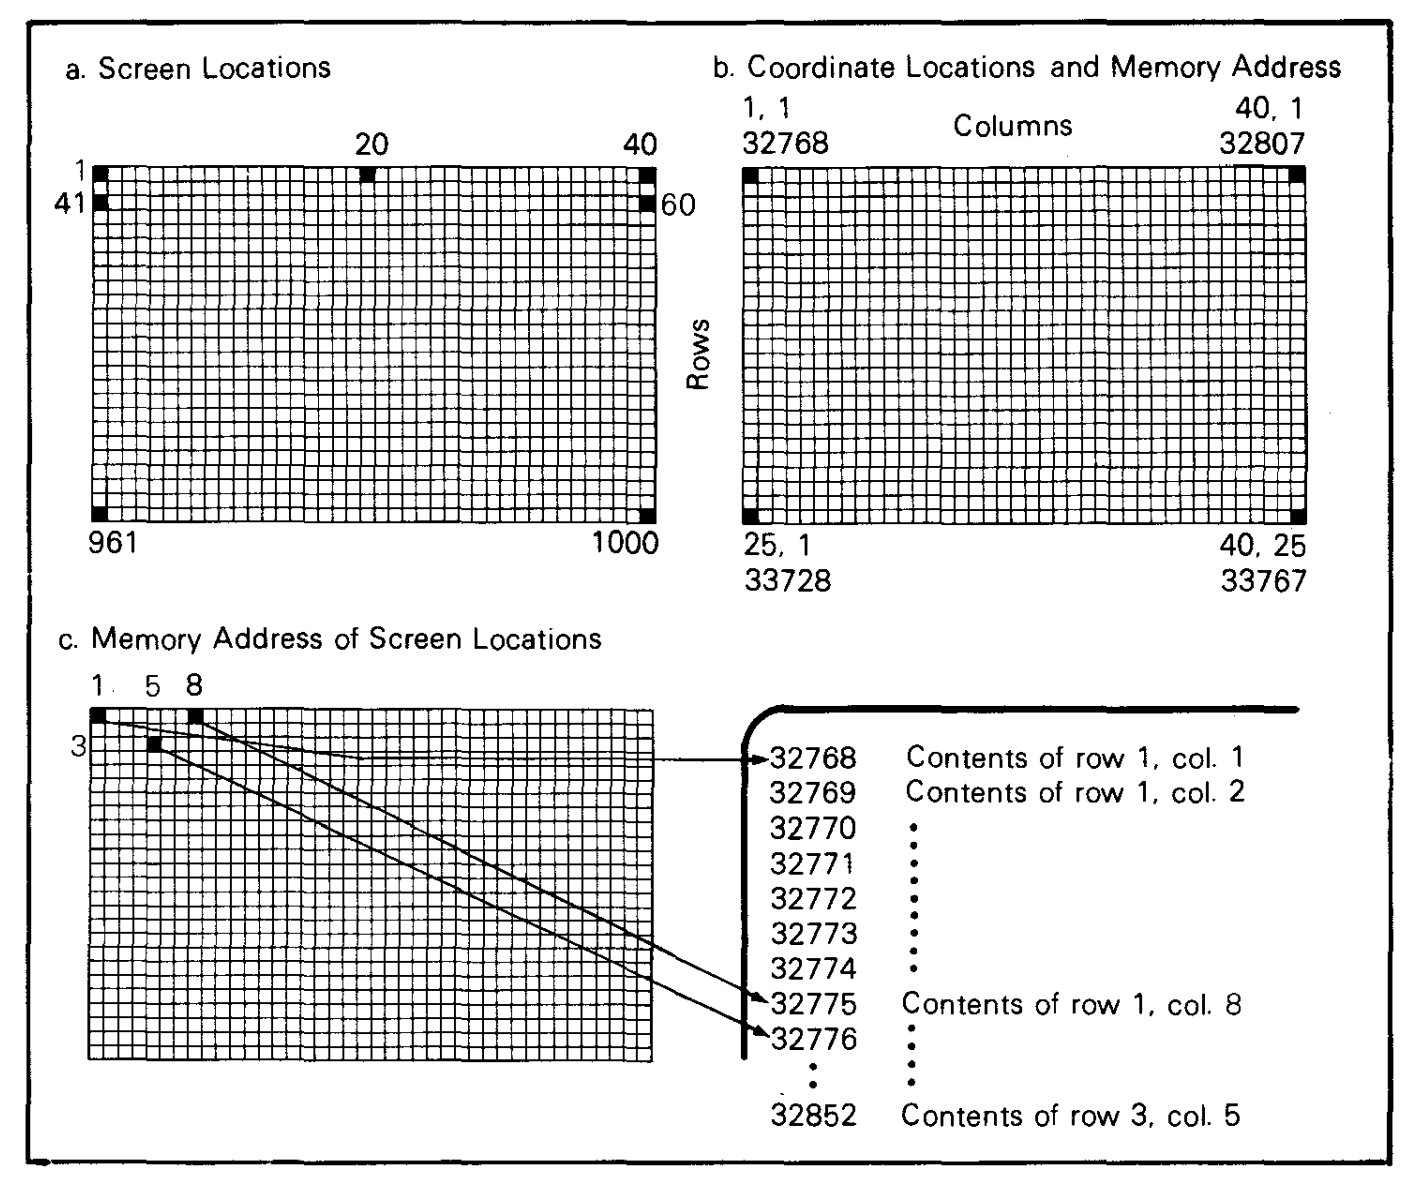 a. Screen Locations
20
40
1
41
60
961
1000
b. Coordinate Locations and Memory Address
1, 1
40, 1
Columns
32768
32807
Rows
25, 1
40, 25
33728
33767
c. Memory Address of Screen Locations
1 5 8
3
32768 Contents of row 1, col. 1
32769 Contents of row 1, col. 2
32770
32771
32772
32773
32774
32775 Contents of row 1, col. 8
32776
32852 Contents of row 3, col. 5